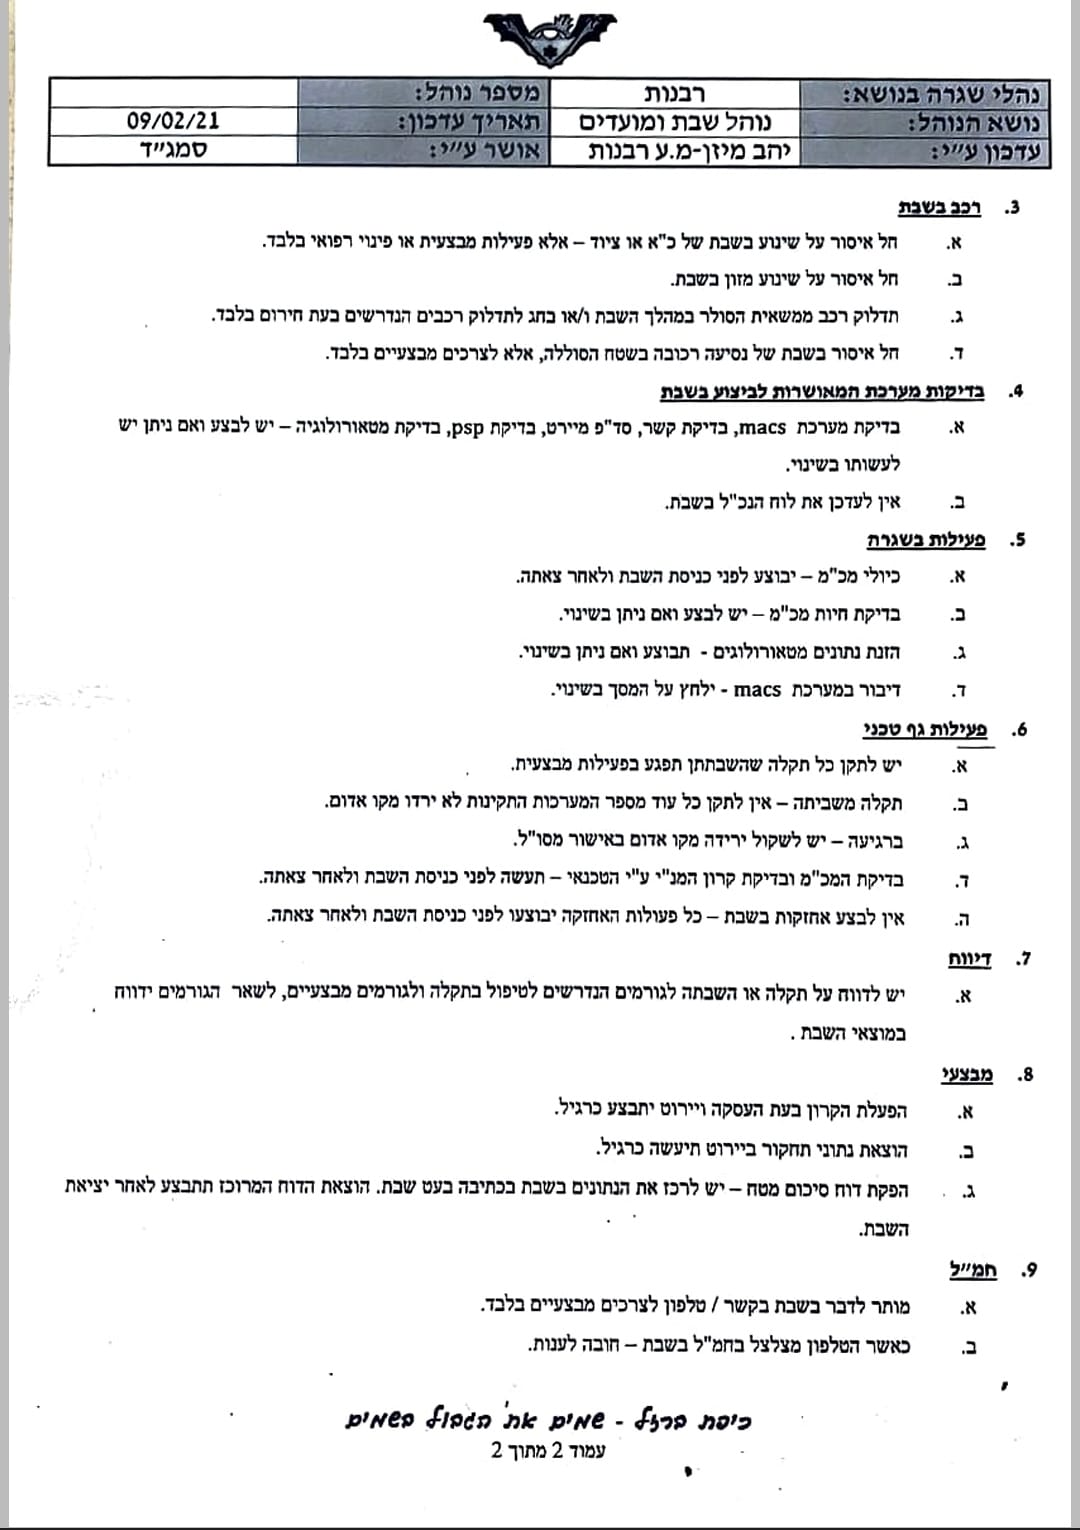 נהלי שגרה בנושא: רבנות מספר נוהל:
נושא הנוהל: נוהל שבת ומועדים תאריך עדכון: 09/02/21
עדכון ע״י: יהב מיזן-מ.ע רבנות אושר ע״י: סמג״ד
3. רכב בשבת
א. חל איסור על שינוע בשבת של כ"א או ציוד – אלא פעילות מבצעית או פינוי רפואי בלבד.
ב. חל איסור על שינוע מזון בשבת.
ג. תדלוק רכב ממשאית הסולר במהלך השבת ו/או בחג לתדלוק רכבים הנדרשים בעת חירום בלבד.
ד. חל איסור בשבת של נסיעה רכובה בשטח הסוללה, אלא לצרכים מבצעיים בלבד.
4. בדיקות מערכת המאושרות לביצוע בשבת
א. בדיקת מערכת macs, בדיקת קשר, סד"פ מיירט, בדיקת psp, בדיקת מטאורולוגיה – יש לבצע ואם ניתן יש
לעשותו בשינוי.
ב. אין לעדכן את לוח הנכ"ל בשבת.
5. פעילות בשגרה
א. כיולי מכ"מ – יבוצע לפני כניסת השבת ולאחר צאתה.
ב. בדיקת חיות מכ"מ – יש לבצע ואם ניתן בשינוי.
ג. הזנת נתונים מטאורולוגים - תבוצע ואם ניתן בשינוי.
ד. דיבור במערכת macs - ילחץ על המסך בשינוי.
6. פעילות גף טכני
א. יש לתקן כל תקלה שהשבתתן תפגע בפעילות מבצעית.
ב. תקלה משביתה – אין לתקן כל עוד מספר המערכות התקינות לא ירדו מקו אדום.
ג. ברגיעה – יש לשקול ירידה מקו אדום באישור מסו"ל.
ד. בדיקת המכ"מ ובדיקת קרון המנ"י ע"י הטכנאי – תעשה לפני כניסת השבת ולאחר צאתה.
ה. אין לבצע אחזקות בשבת – כל פעולות האחזקה יבוצעו לפני כניסת השבת ולאחר צאתה.
7. דיווח
א. יש לדווח על תקלה או השבתה לגורמים הנדרשים לטיפול בתקלה ולגורמים מבצעיים, לשאר הגורמים ידווח
במוצאי השבת .
8. מבצעי
א. הפעלת הקרון בעת העסקה ויירוט יתבצע כרגיל.
ב. הוצאת נתוני תחקור ביירוט תיעשה כרגיל.
ג. הפקת דוח סיכום מטח – יש לרכז את הנתונים בשבת בכתיבה בעט שבת. הוצאת הדוח המרוכז תתבצע לאחר יציאת
השבת.
9. חמ״ל
א. מותר לדבר בשבת בקשר / טלפון לצרכים מבצעיים בלבד.
ב. כאשר הטלפון מצלצל בחמ"ל בשבת – חובה לענות.
כיפת ברזל - שמים את הגבול בשמים
עמוד 2 מתוך 2